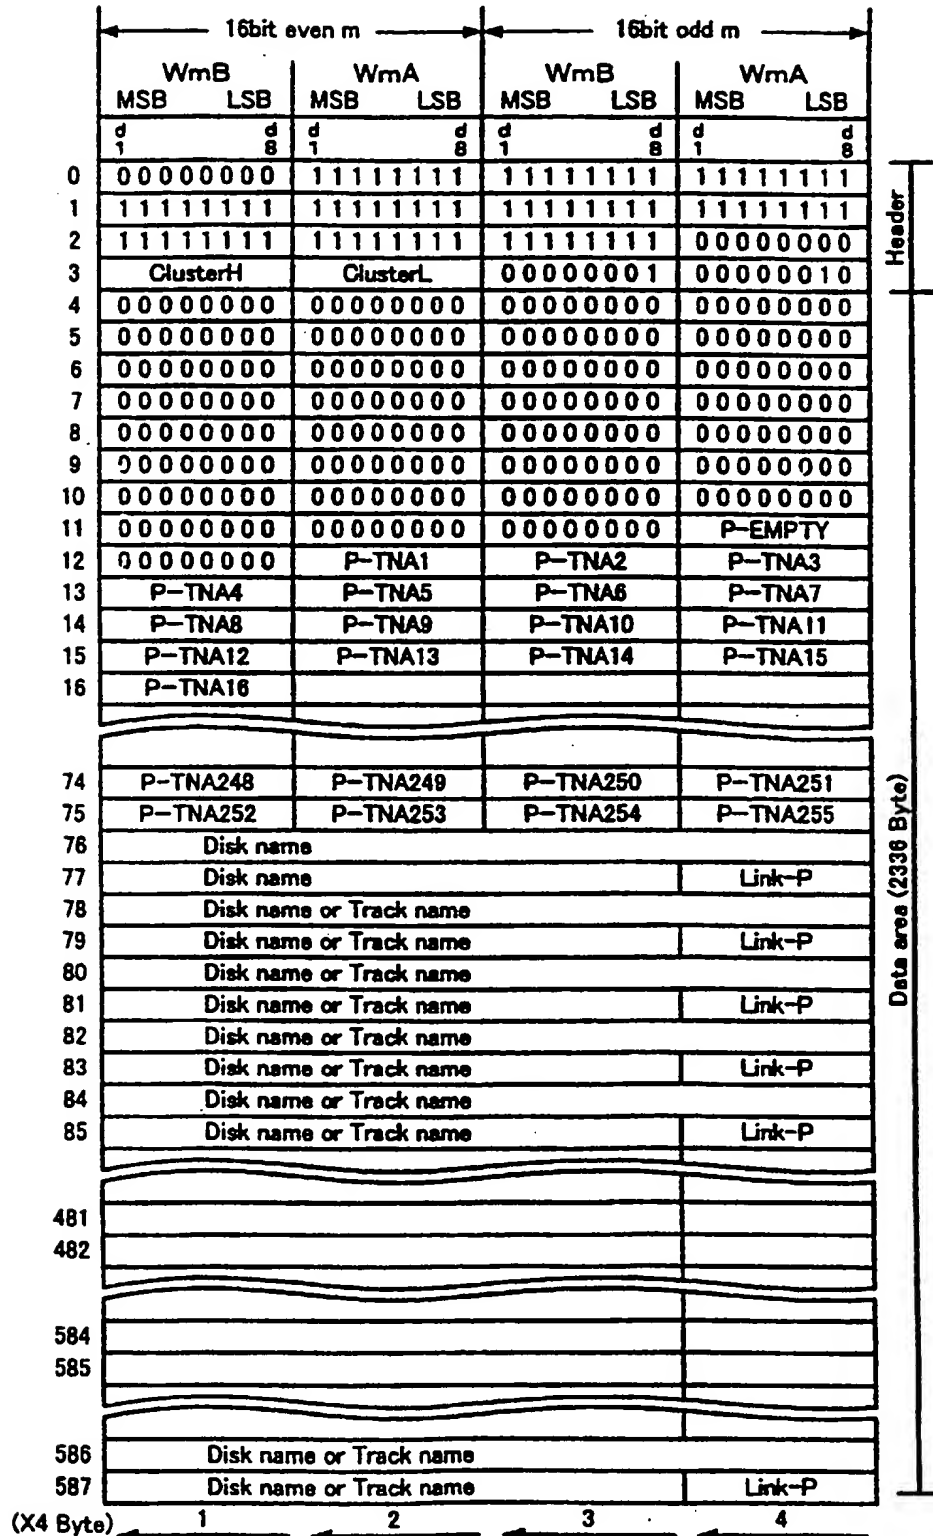 16bit even m 16bit odd m
WmB WmA WmB WmA
MSB LSB MSB LSB MSB LSB MSB LSB
d d d d d d d d
1 8 1 8 1 8 1 8
0 00000000 11111111 11111111 11111111
1 11111111 11111111 11111111 11111111
2 11111111 11111111 11111111 00000000
3 ClusterH ClusterL 00000001 00000010
Header
4 00000000 00000000 00000000 00000000
5 00000000 00000000 00000000 00000000
6 00000000 00000000 00000000 00000000
7 00000000 00000000 00000000 00000000
8 00000000 00000000 00000000 00000000
9 00000000 00000000 00000000 00000000
10 00000000 00000000 00000000 00000000
11 00000000 00000000 00000000 P-EMPTY
12 00000000 P-TNA1 P-TNA2 P-TNA3
13 P-TNA4 P-TNA5 P-TNA6 P-TNA7
14 P-TNA8 P-TNA9 P-TNA10 P-TNA11
15 P-TNA12 P-TNA13 P-TNA14 P-TNA15
16 P-TNA16
74 P-TNA248 P-TNA249 P-TNA250 P-TNA251
75 P-TNA252 P-TNA253 P-TNA254 P-TNA255
76 Disk name
77 Disk name Link-P
78 Disk name or Track name
79 Disk name or Track name Link-P
80 Disk name or Track name
81 Disk name or Track name Link-P
82 Disk name or Track name
83 Disk name or Track name Link-P
84 Disk name or Track name
85 Disk name or Track name Link-P
481
482
584
585
586 Disk name or Track name
587 Disk name or Track name Link-P
Data area (2336 Byte)
(X4 Byte) 1 2 3 4